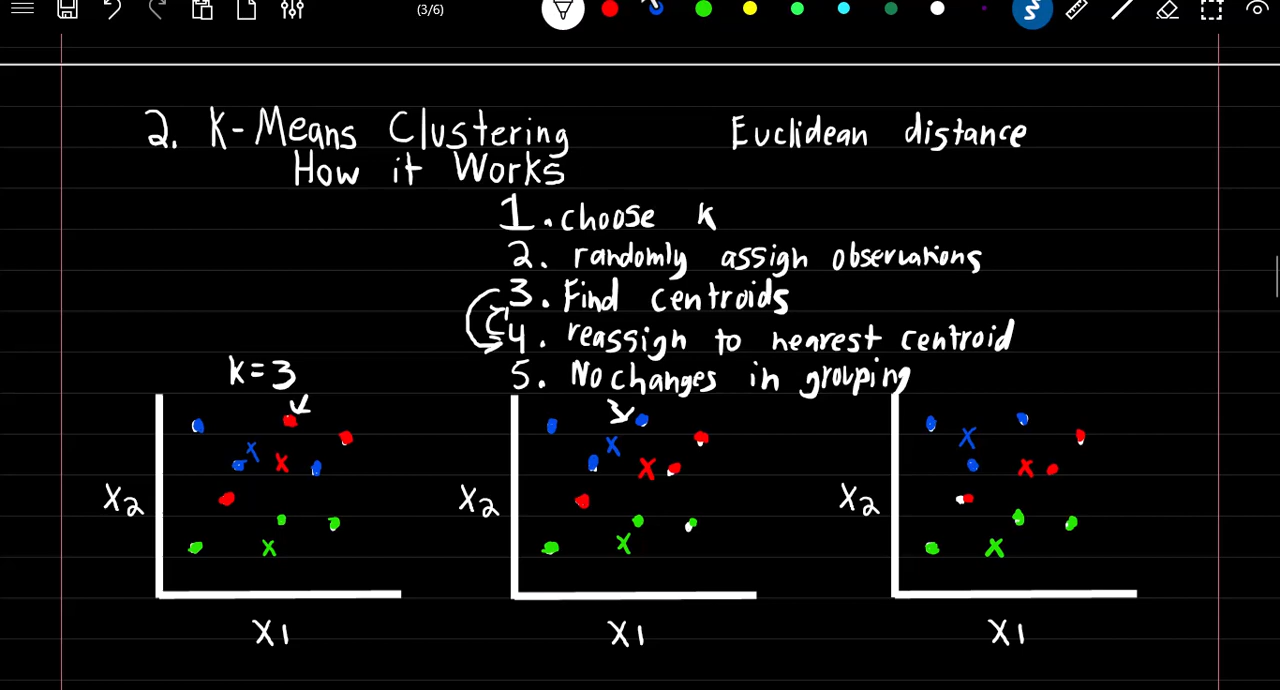 (3/6)
2. K-Means Clustering
How it Works
Euclidean distance
1. choose k
2. randomly assign observations
3. Find centroids
4. reassign to nearest centroid
5. No changes in grouping
k=3
X2
X1
X2
X1
X2
X1